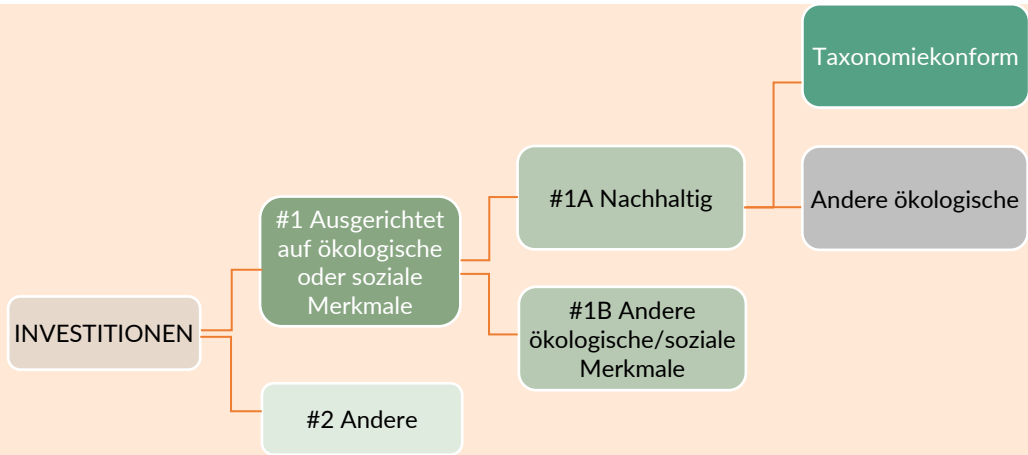 Taxonomiekonform
Andere ökologische
#1A Nachhaltig
#1 Ausgerichtet
auf ökologische
oder soziale
Merkmale
#1B Andere
ökologische/soziale
Merkmale
INVESTITIONEN
#2 Andere